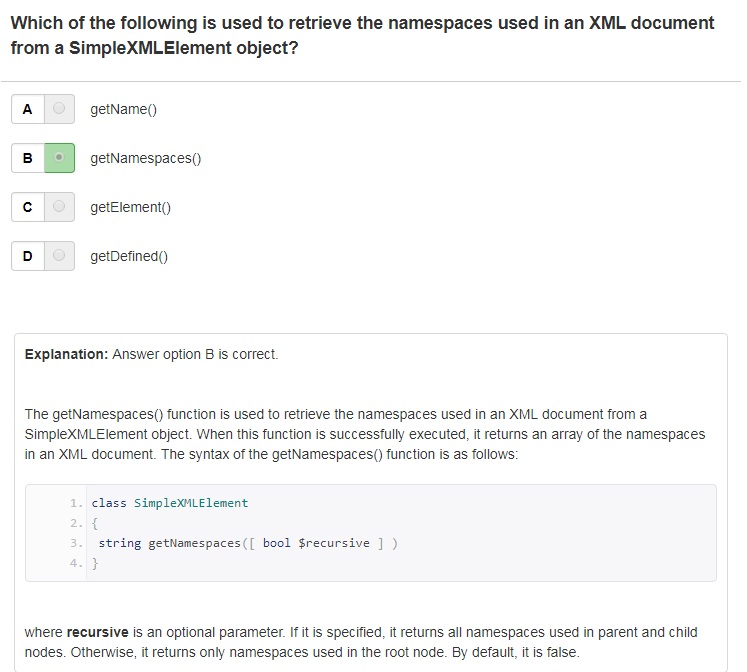 Which of the following is used to retrieve the namespaces used in an XML document
from a SimpleXMLElement object?
A getName()
B getNamespaces()
C getElement()
D getDefined()
Explanation: Answer option B is correct.
The getNamespaces() function is used to retrieve the namespaces used in an XML document from a
SimpleXMLElement object. When this function is successfully executed, it returns an array of the namespaces
in an XML document. The syntax of the getNamespaces() function is as follows:
1. class SimpleXMLElement
2. {
3. string getNamespaces([ bool $recursive ] )
4. }
where recursive is an optional parameter. If it is specified, it returns all namespaces used in parent and child
nodes. Otherwise, it returns only namespaces used in the root node. By default, it is false.